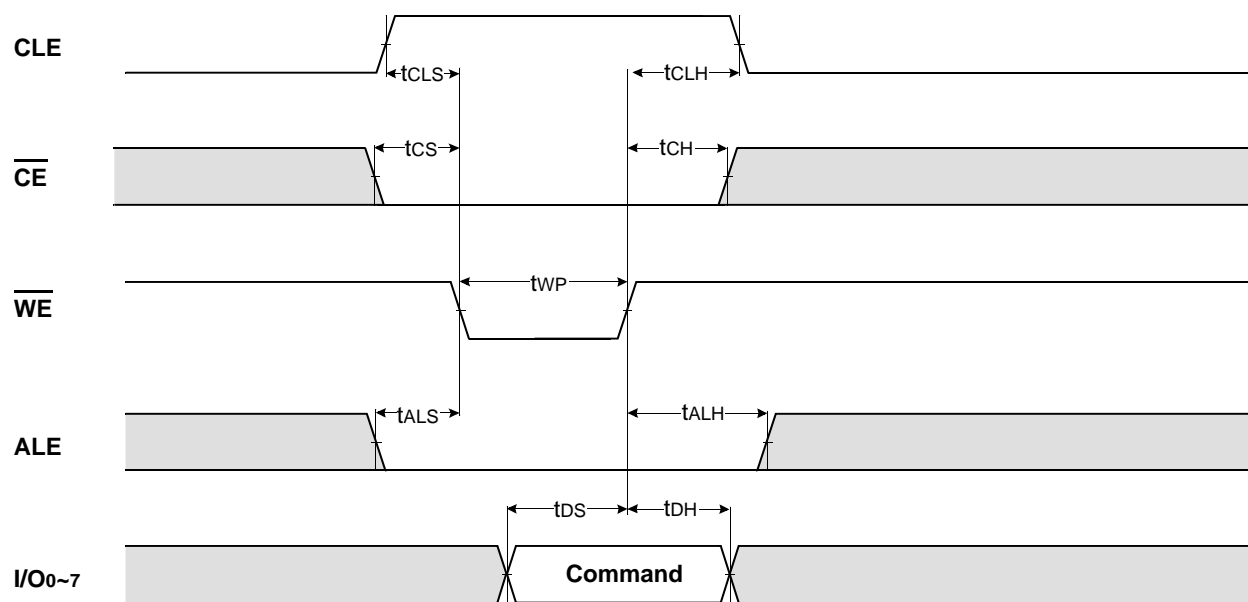 CLE
tCLS
tCLH
CE
tCS
tCH
WE
tWP
ALE
tALS
tALH
I/O0~7
tDS
tDH
Command